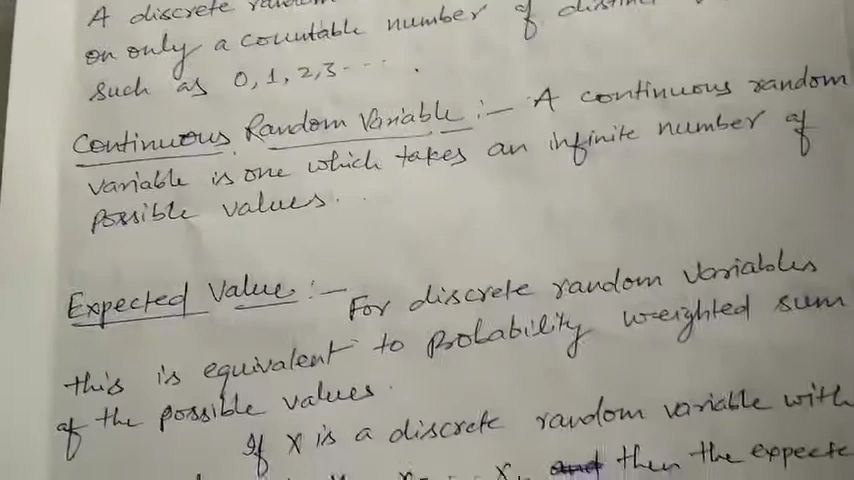 A discrete random
on only a countable number of distinct
such as 0, 1, 2, 3 - - - .
Continuous Random Variable :- A continuous random
variable is one which takes an infinite number of
possible values.
Expected Value :- For discrete random variables
this is equivalent to probability weighted sum
of the possible values.
If X is a discrete random variable with
then the expecte